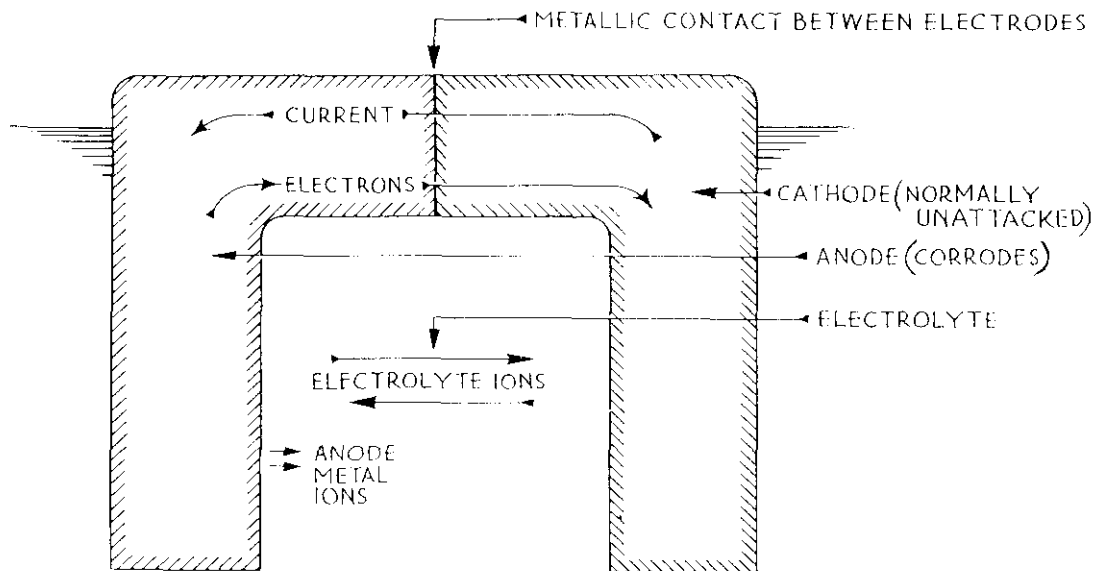 METALLIC CONTACT BETWEEN ELECTRODES
CURRENT
ELECTRONS
CATHODE (NORMALLY
UNATTACKED)
ANODE (CORRODES)
ELECTROLYTE
ELECTROLYTE IONS
ANODE
METAL
IONS